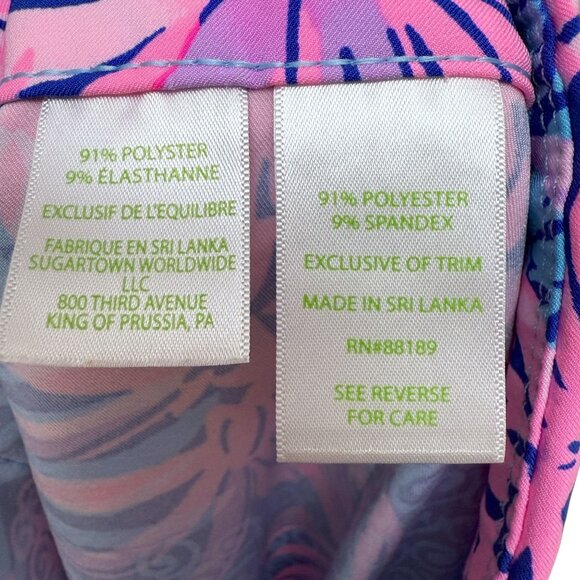 91% POLYSTER
9% ÉLASTHANNE
EXCLUSIF DE L'EQUILIBRE
FABRIQUE EN SRI LANKA
SUGARTOWN WORLDWIDE
LLC
800 THIRD AVENUE
KING OF PRUSSIA, PA
91% POLYESTER
9% SPANDEX
EXCLUSIVE OF TRIM
MADE IN SRI LANKA
RN#88189
SEE REVERSE
FOR CARE